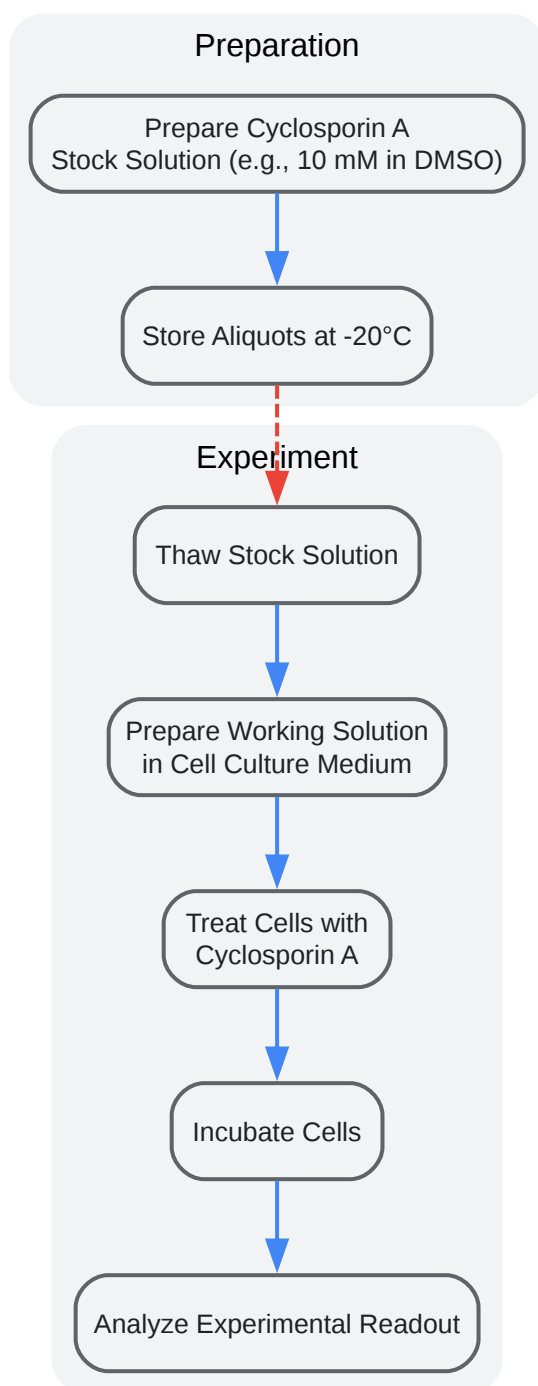 Preparation
Prepare Cyclosporin A
Stock Solution (e.g., 10 mM in DMSO)
Store Aliquots at -20°C
Experiment
Thaw Stock Solution
Prepare Working Solution
in Cell Culture Medium
Treat Cells with
Cyclosporin A
Incubate Cells
Analyze Experimental Readout